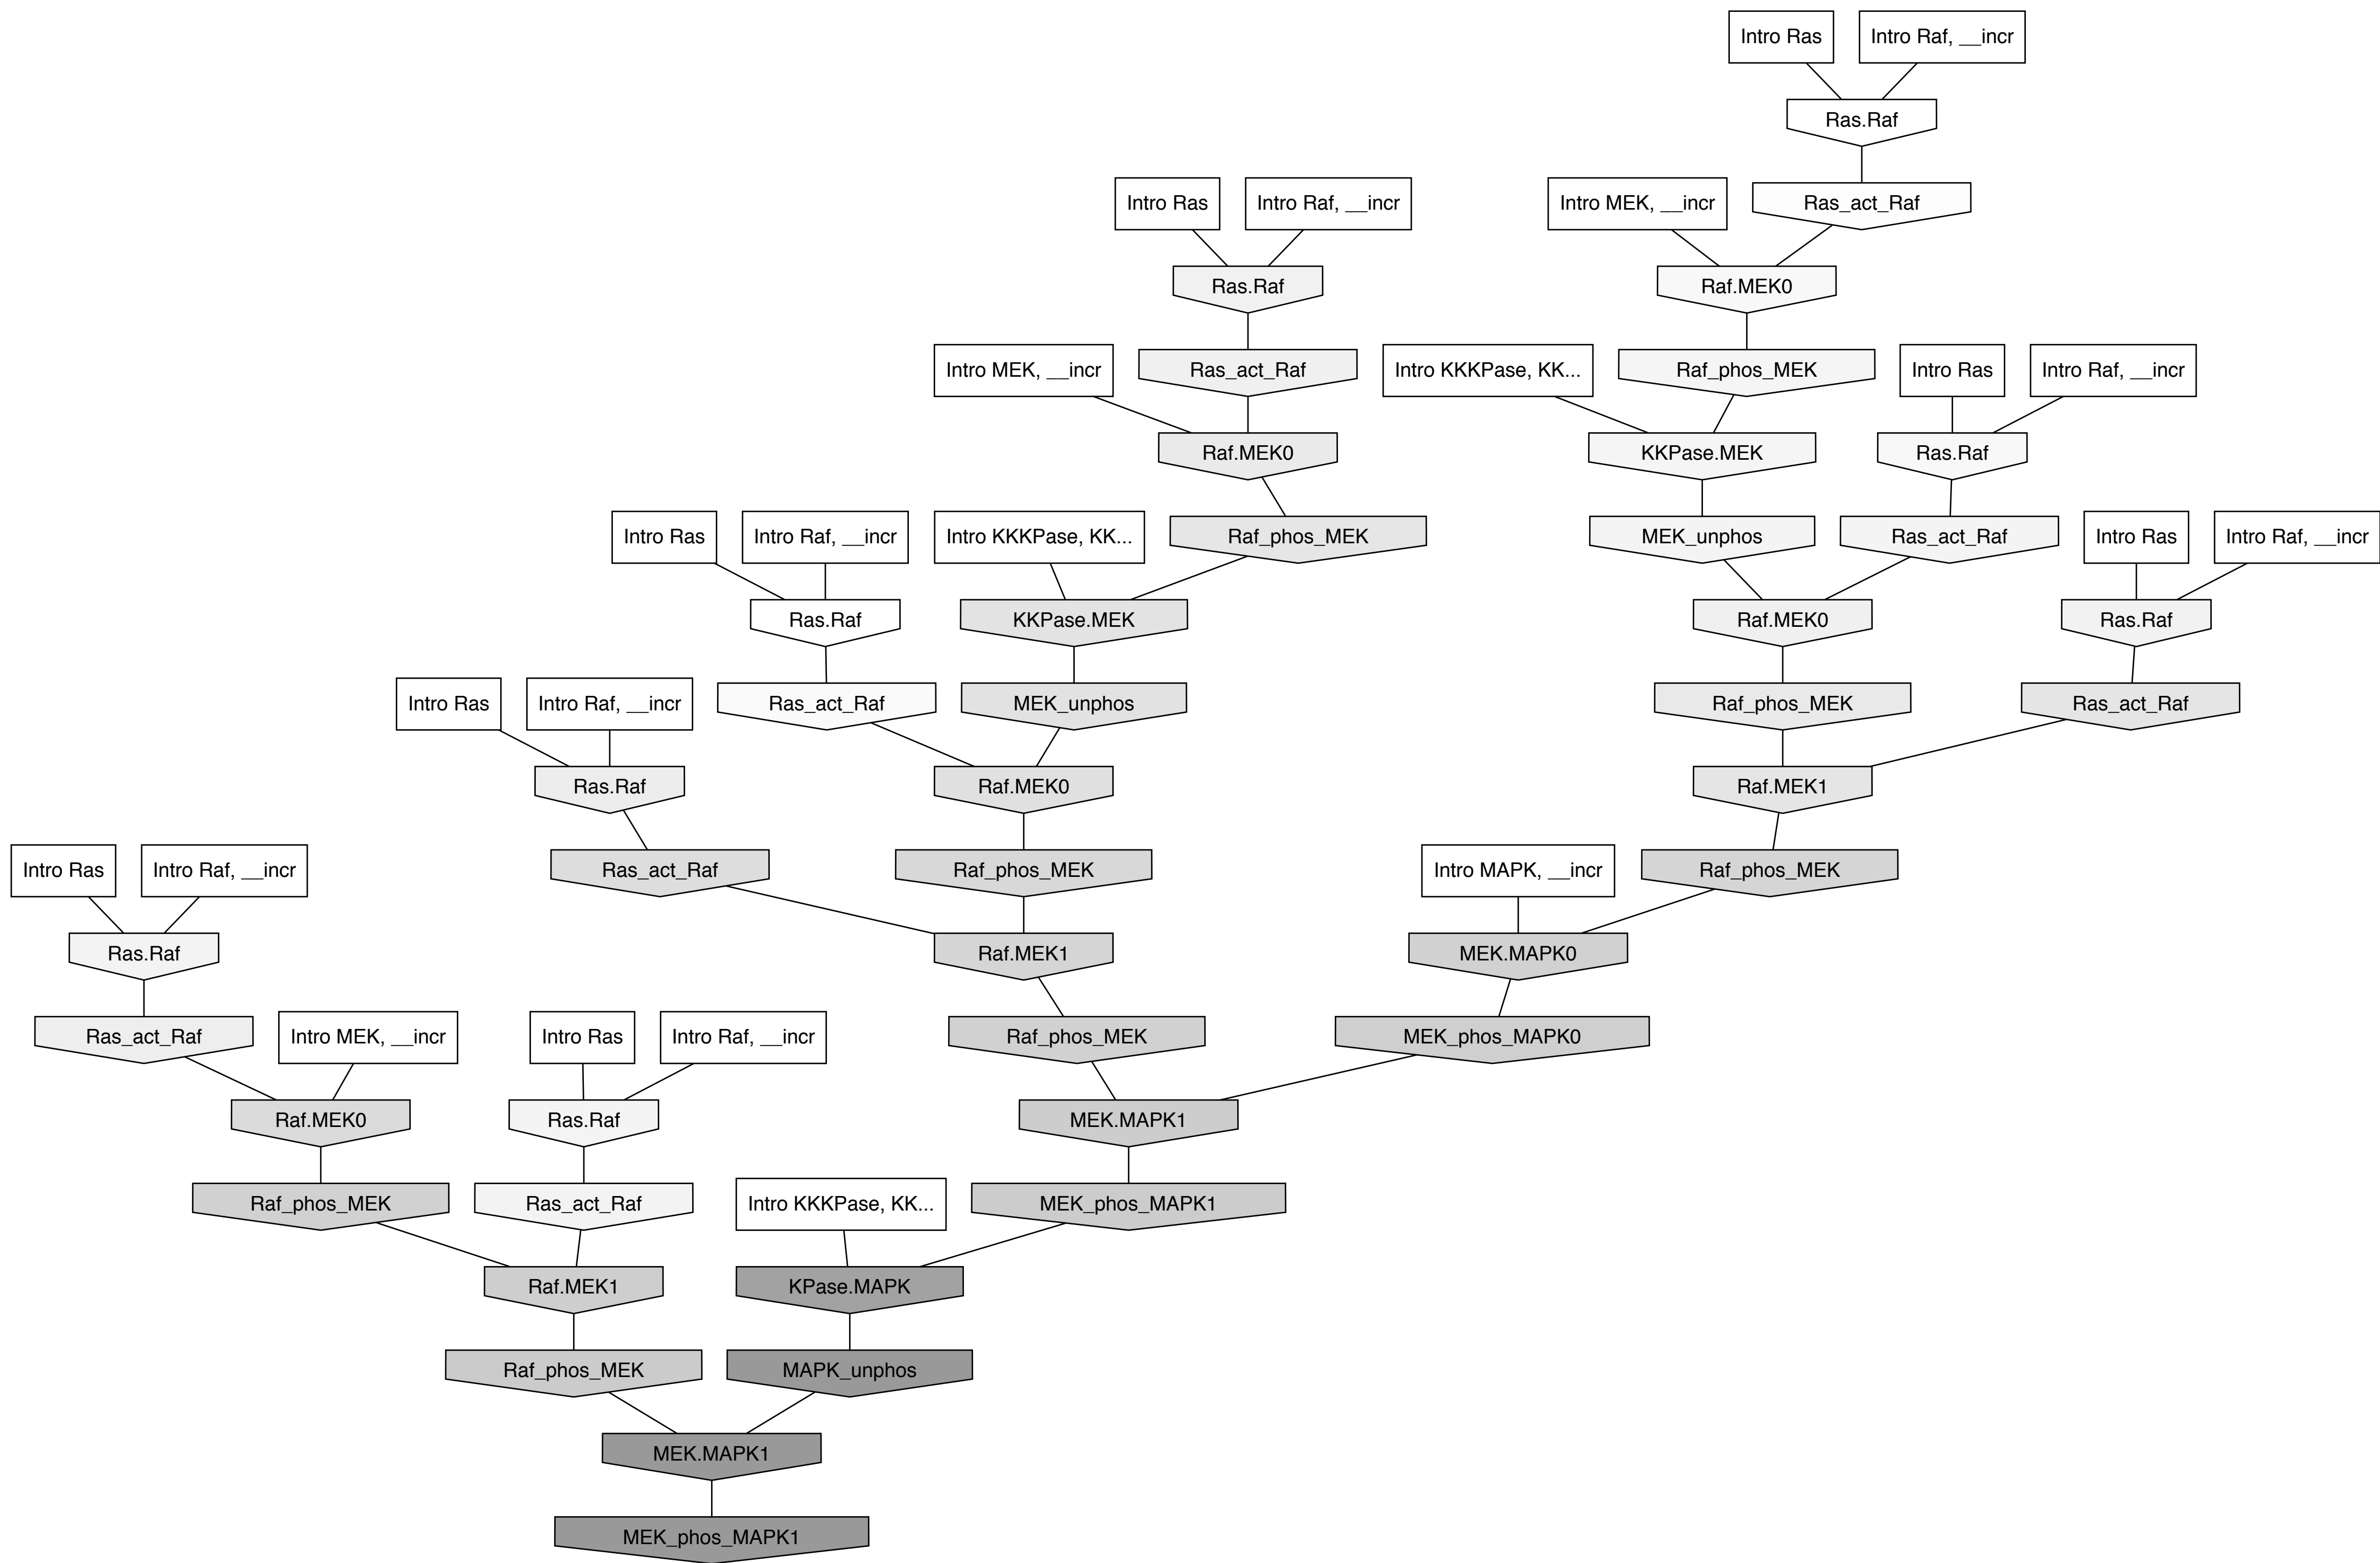 Intro Ras
Intro Raf, __incr
Ras.Raf
Intro Ras
Intro Raf, __incr
Intro MEK, __incr
Ras_act_Raf
Ras.Raf
Raf.MEK0
Intro MEK, __incr
Ras_act_Raf
Intro KKKPase, KK...
Raf_phos_MEK
Intro Ras
Intro Raf, __incr
Raf.MEK0
KKPase.MEK
Ras.Raf
Intro Ras
Intro Raf, __incr
Intro KKKPase, KK...
Raf_phos_MEK
MEK_unphos
Ras_act_Raf
Intro Ras
Intro Raf, __incr
Ras.Raf
KKPase.MEK
Raf.MEK0
Ras.Raf
Intro Ras
Intro Raf, __incr
Ras_act_Raf
MEK_unphos
Raf_phos_MEK
Ras_act_Raf
Ras.Raf
Raf.MEK0
Raf.MEK1
Intro Ras
Intro Raf, __incr
Ras_act_Raf
Raf_phos_MEK
Intro MAPK, __incr
Raf_phos_MEK
Ras.Raf
Raf.MEK1
MEK.MAPK0
Ras_act_Raf
Intro MEK, __incr
Intro Ras
Intro Raf, __incr
Raf_phos_MEK
MEK_phos_MAPK0
Raf.MEK0
Ras.Raf
MEK.MAPK1
Raf_phos_MEK
Ras_act_Raf
Intro KKKPase, KK...
MEK_phos_MAPK1
Raf.MEK1
KPase.MAPK
Raf_phos_MEK
MAPK_unphos
MEK.MAPK1
MEK_phos_MAPK1